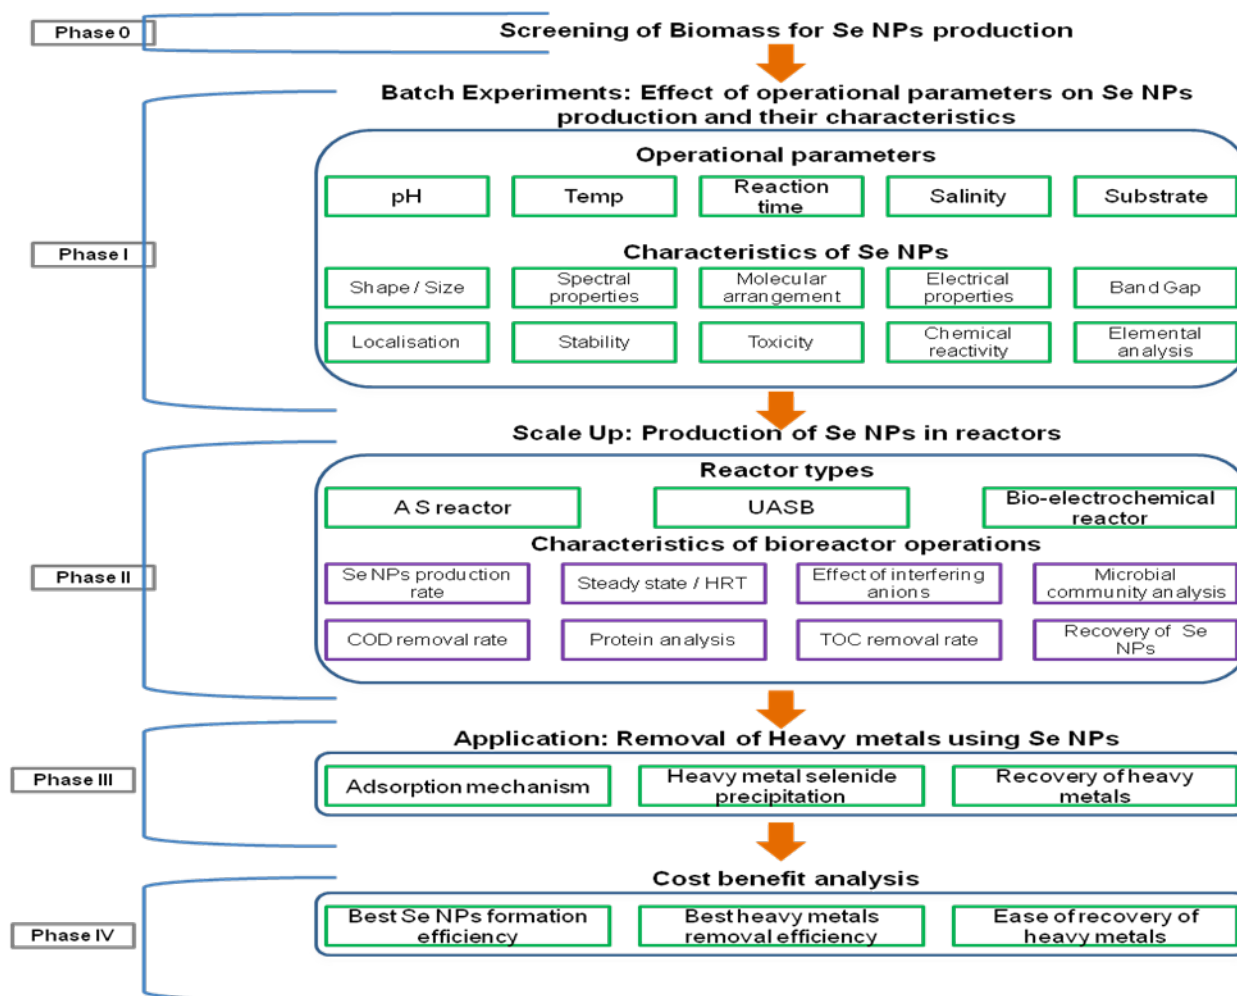 Phase 0
Screening of Biomass for Se NPs production
Batch Experiments: Effect of operational parameters on Se NPs
production and their characteristics
Operational parameters
pH
Temp
Reaction
time
Salinity
Substrate
Phase I
Characteristics of Se NPs
Shape / Size
Spectral
properties
Molecular
arrangement
Electrical
properties
Band Gap
Localisation
Stability
Toxicity
Chemical
reactivity
Elemental
analysis
Scale Up: Production of Se NPs in reactors
Reactor types
AS reactor
UASB
Bio-electrochemical
reactor
Characteristics of bioreactor operations
Phase II
Se NPs production
rate
Steady state / HRT
Effect of interfering
anions
Microbial
community analysis
COD removal rate
Protein analysis
TOC removal rate
Recovery of Se
NPs
Application: Removal of Heavy metals using Se NPs
Phase III
Adsorption mechanism
Heavy metal selenide
precipitation
Recovery of heavy
metals
Cost benefit analysis
Phase IV
Best Se NPs formation
efficiency
Best heavy metals
removal efficiency
Ease of recovery of
heavy metals